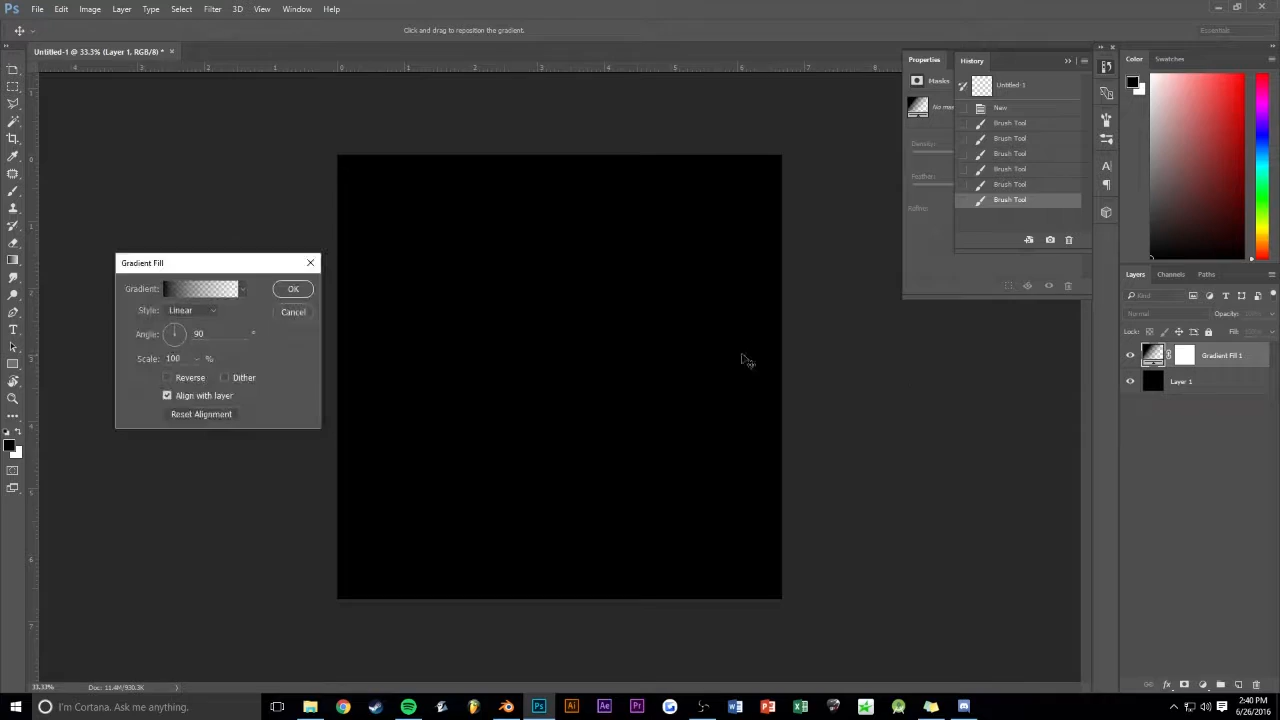 Ps File Edit Image Layer Type Select Filter 3D View Window Help
Click and drag to reposition the gradient.
Essentials
Untitled-1 @ 33.3% (Layer 1, RGB/8) *
Properties
History
Color Swatches
Masks
Untitled-1
No mas
New
Brush Tool
Brush Tool
Density:
Brush Tool
Brush Tool
Feather:
Brush Tool
Brush Tool
Refine:
Gradient Fill
Gradient:
OK
Style: Linear
Cancel
Angle: 90 °
Scale: 100 %
Reverse Dither
Align with layer
Reset Alignment
Layers Channels Paths
Kind
Normal Opacity:
Lock: Fill:
Gradient Fill 1
Layer 1
33.33% Doc: 11.4M/930.3K
I'm Cortana. Ask me anything.
2:40 PM
6/26/2016